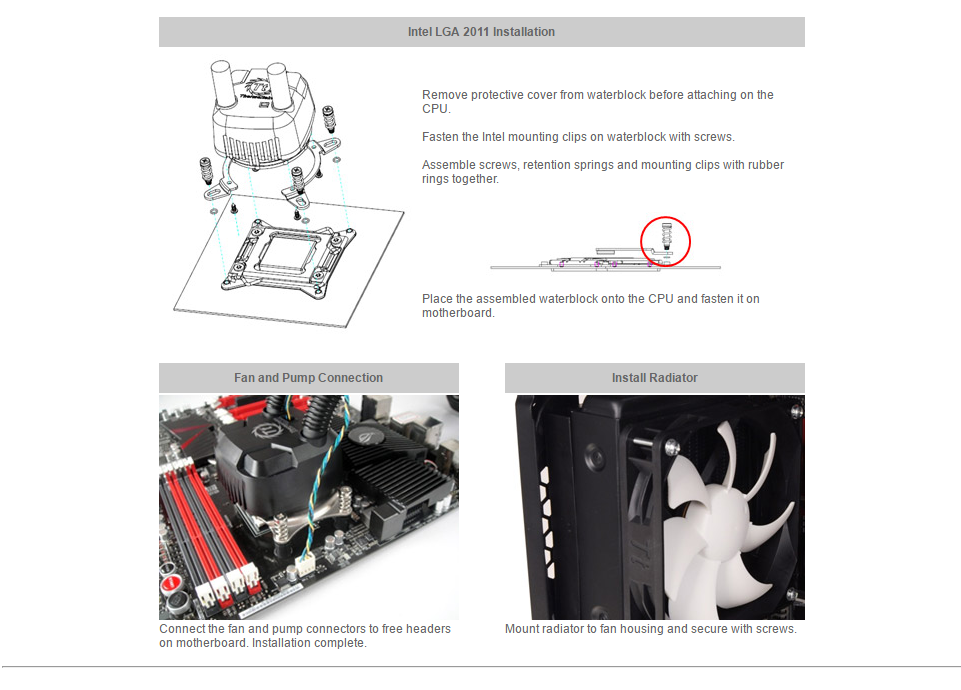 Intel LGA 2011 Installation
Remove protective cover from waterblock before attaching on the
CPU.
Fasten the Intel mounting clips on waterblock with screws.
Assemble screws, retention springs and mounting clips with rubber
rings together.
Place the assembled waterblock onto the CPU and fasten it on
motherboard.
Fan and Pump Connection
Install Radiator
Connect the fan and pump connectors to free headers
on motherboard. Installation complete.
Mount radiator to fan housing and secure with screws.